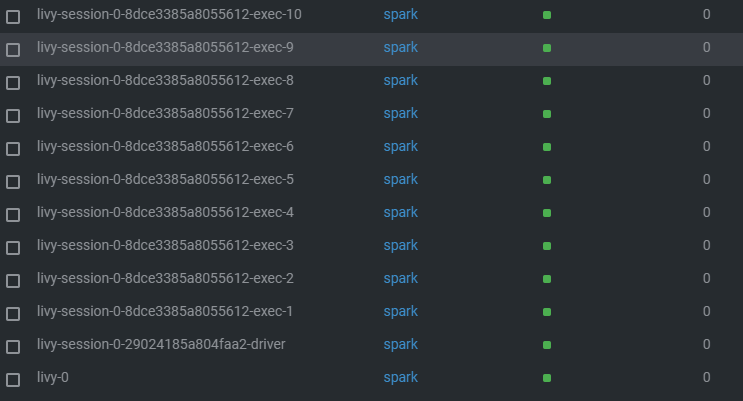 livy-session-0-8dce3385a8055612-exec-10 spark 0
livy-session-0-8dce3385a8055612-exec-9 spark 0
livy-session-0-8dce3385a8055612-exec-8 spark 0
livy-session-0-8dce3385a8055612-exec-7 spark 0
livy-session-0-8dce3385a8055612-exec-6 spark 0
livy-session-0-8dce3385a8055612-exec-5 spark 0
livy-session-0-8dce3385a8055612-exec-4 spark 0
livy-session-0-8dce3385a8055612-exec-3 spark 0
livy-session-0-8dce3385a8055612-exec-2 spark 0
livy-session-0-8dce3385a8055612-exec-1 spark 0
livy-session-0-29024185a804faa2-driver spark 0
livy-0 spark 0